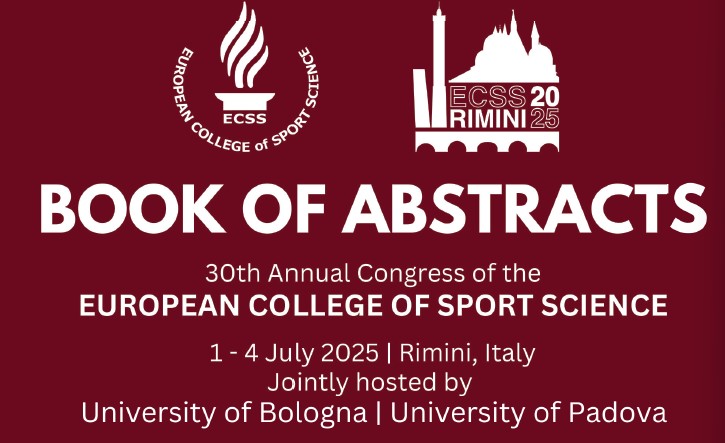 EUROPEAN COLLEGE of SPORT SCIENCE
ECSS
ECSS 20
RIMINI 25
BOOK OF ABSTRACTS
30th Annual Congress of the
EUROPEAN COLLEGE OF SPORT SCIENCE
1 - 4 July 2025 | Rimini, Italy
Jointly hosted by
University of Bologna | University of Padova